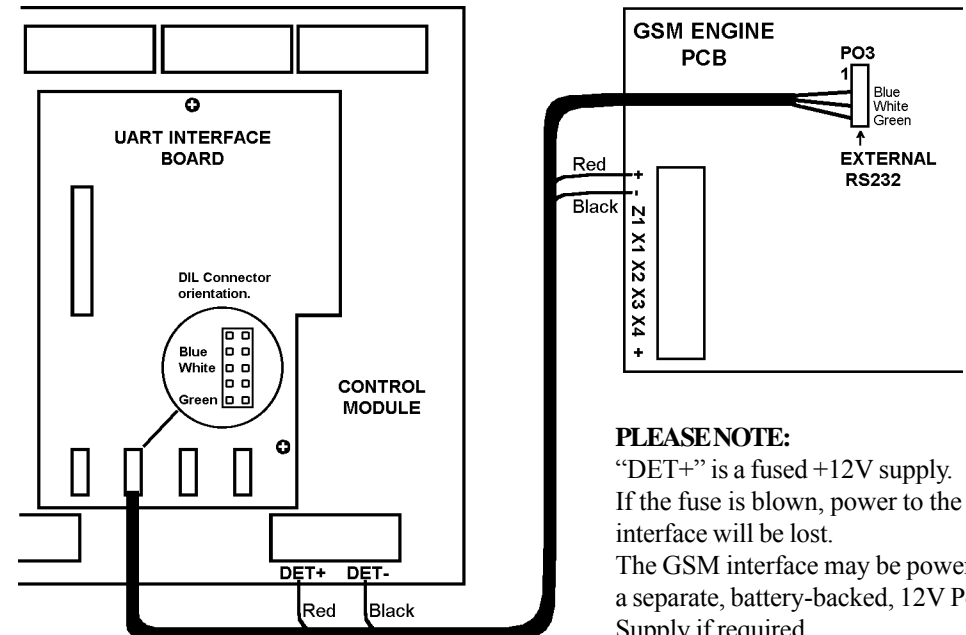 UART INTERFACE
BOARD
DIL Connector
orientation.
Blue
White
Green
CONTROL
MODULE
DET+ DET-
Red
Black
GSM ENGINE
PCB
PO3
1
Blue
White
Green
EXTERNAL
RS232
Red
+
-
Black
Z1 X1 X2 X3 X4 +
PLEASE NOTE:
“DET+” is a fused +12V supply.
If the fuse is blown, power to the
interface will be lost.
The GSM interface may be power
a separate, battery-backed, 12V P
Supply if required